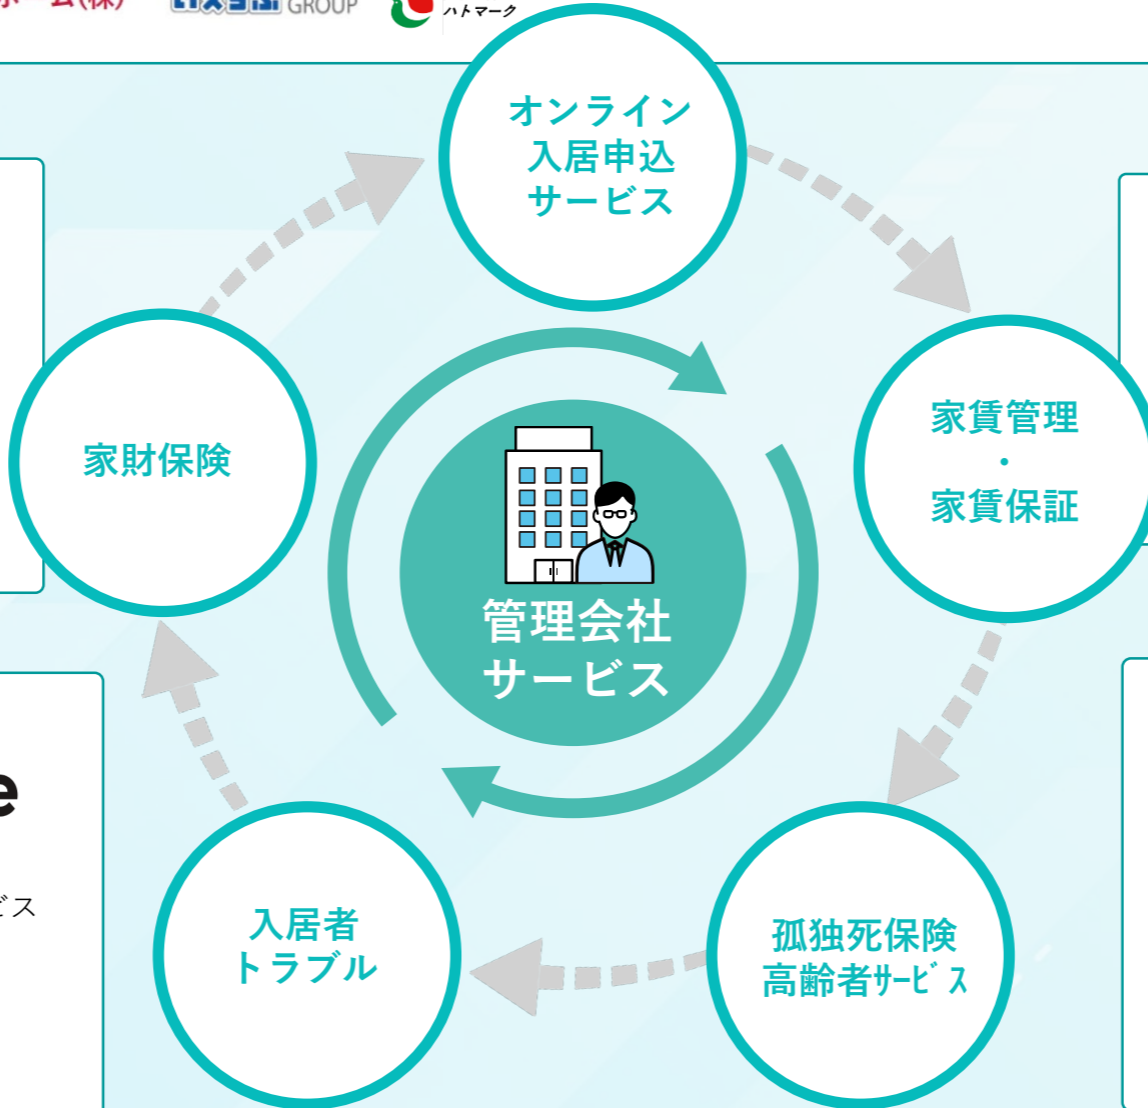 GROUP
ハトマーク
オンライン
入居申込
サービス
家財保険
家賃管理
・
家賃保証
管理会社
サービス
入居者
トラブル
孤独死保険
高齢者ｻｰﾋﾞｽ
e
ビス